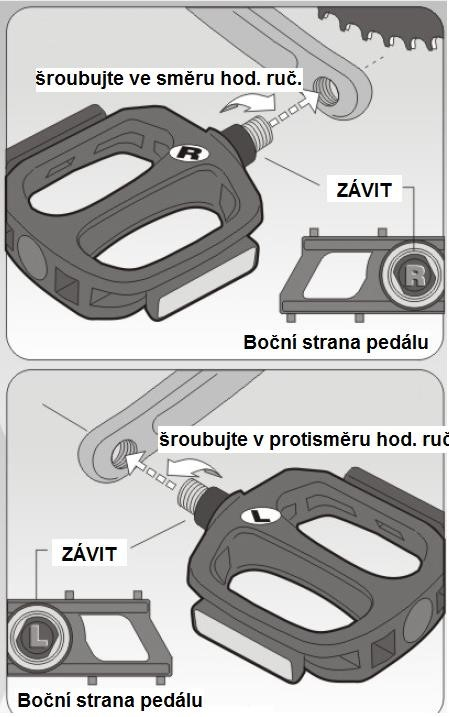 šroubujte ve směru hod. ruč.
R
ZÁVIT
R
Boční strana pedálu
šroubujte v protisměru hod. ruč
L
ZÁVIT
L
Boční strana pedálu